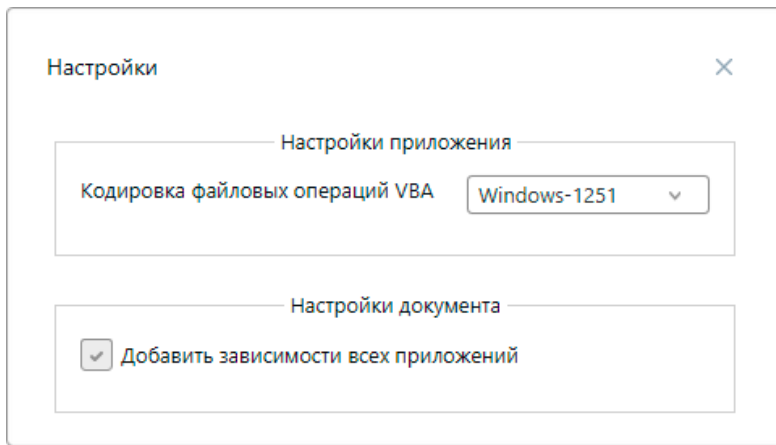 Настройки
Настройки приложения
Кодировка файловых операций VBA Windows-1251
Настройки документа
Добавить зависимости всех приложений